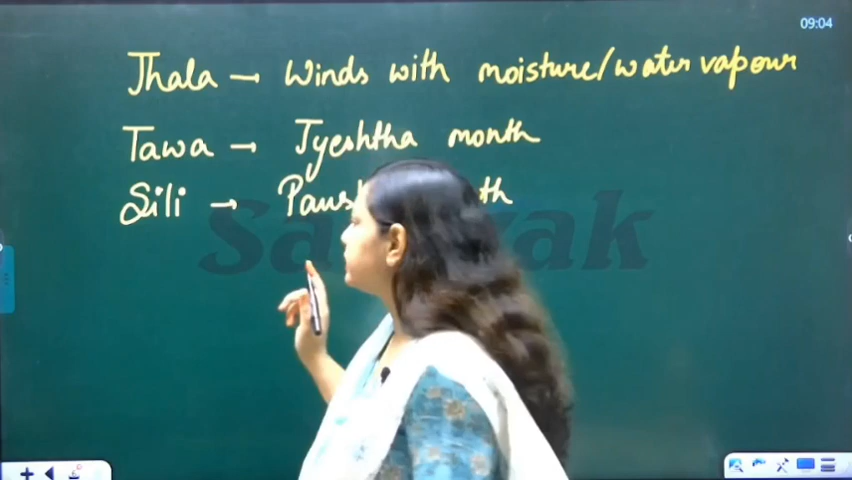 09:04
Jhala → Winds with moisture/water vapour
Tawa → Jyeshtha month
Sili →